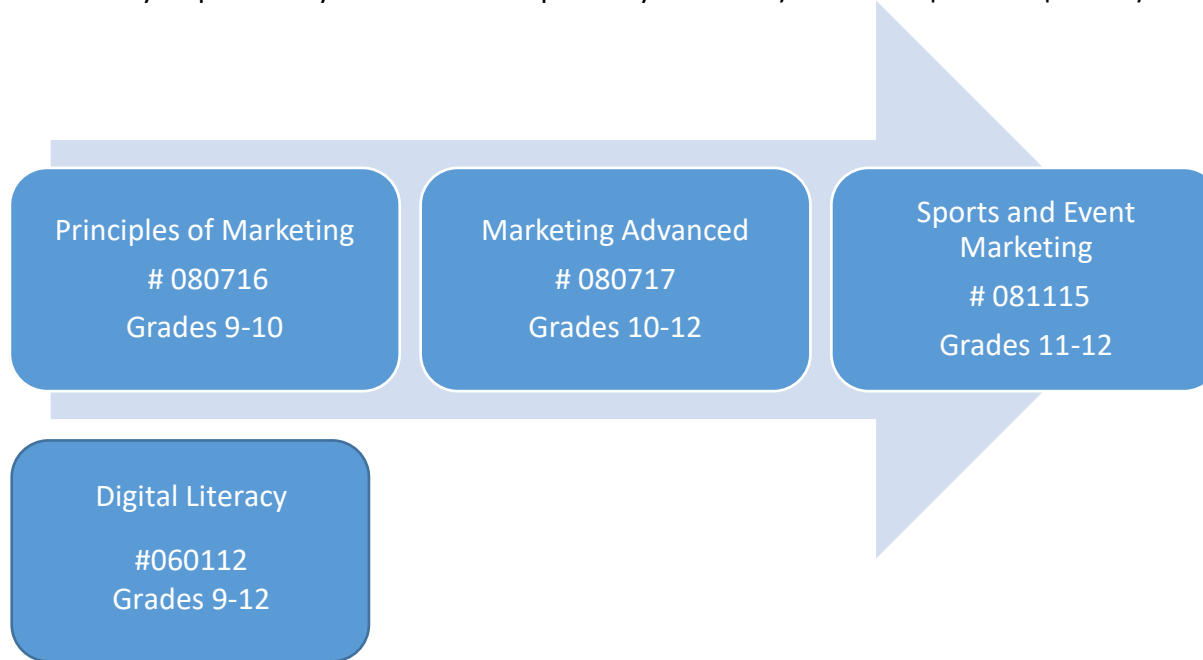 Principles of Marketing
# 080716
Grades 9-10
Marketing Advanced
# 080717
Grades 10-12
Sports and Event
Marketing
# 081115
Grades 11-12
Digital Literacy
#060112
Grades 9-12